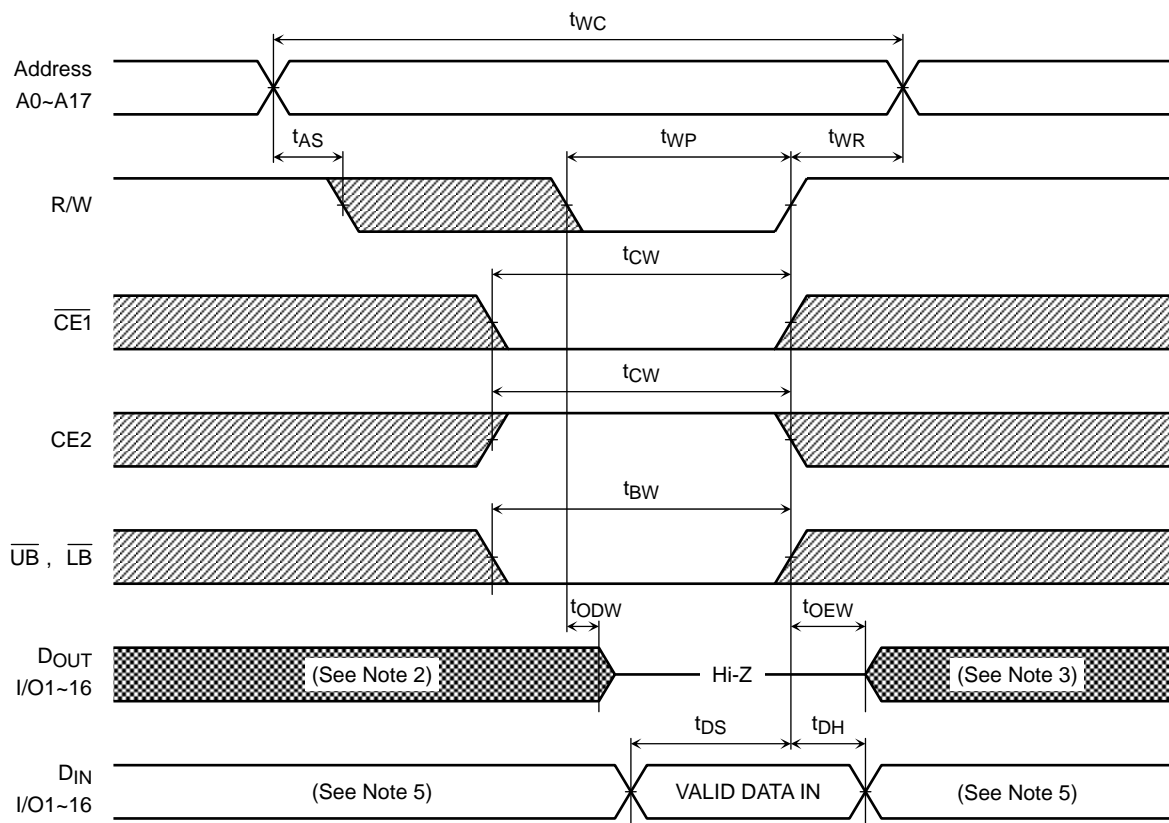 tWC
Address
A0~A17
tAS
tWP
tWR
R/W
tCW
CE1
tCW
CE2
tBW
UB , LB
tODW
tOEW
DOUT
I/O1~16
(See Note 2)
Hi-Z
(See Note 3)
tDS
tDH
DIN
I/O1~16
(See Note 5)
VALID DATA IN
(See Note 5)